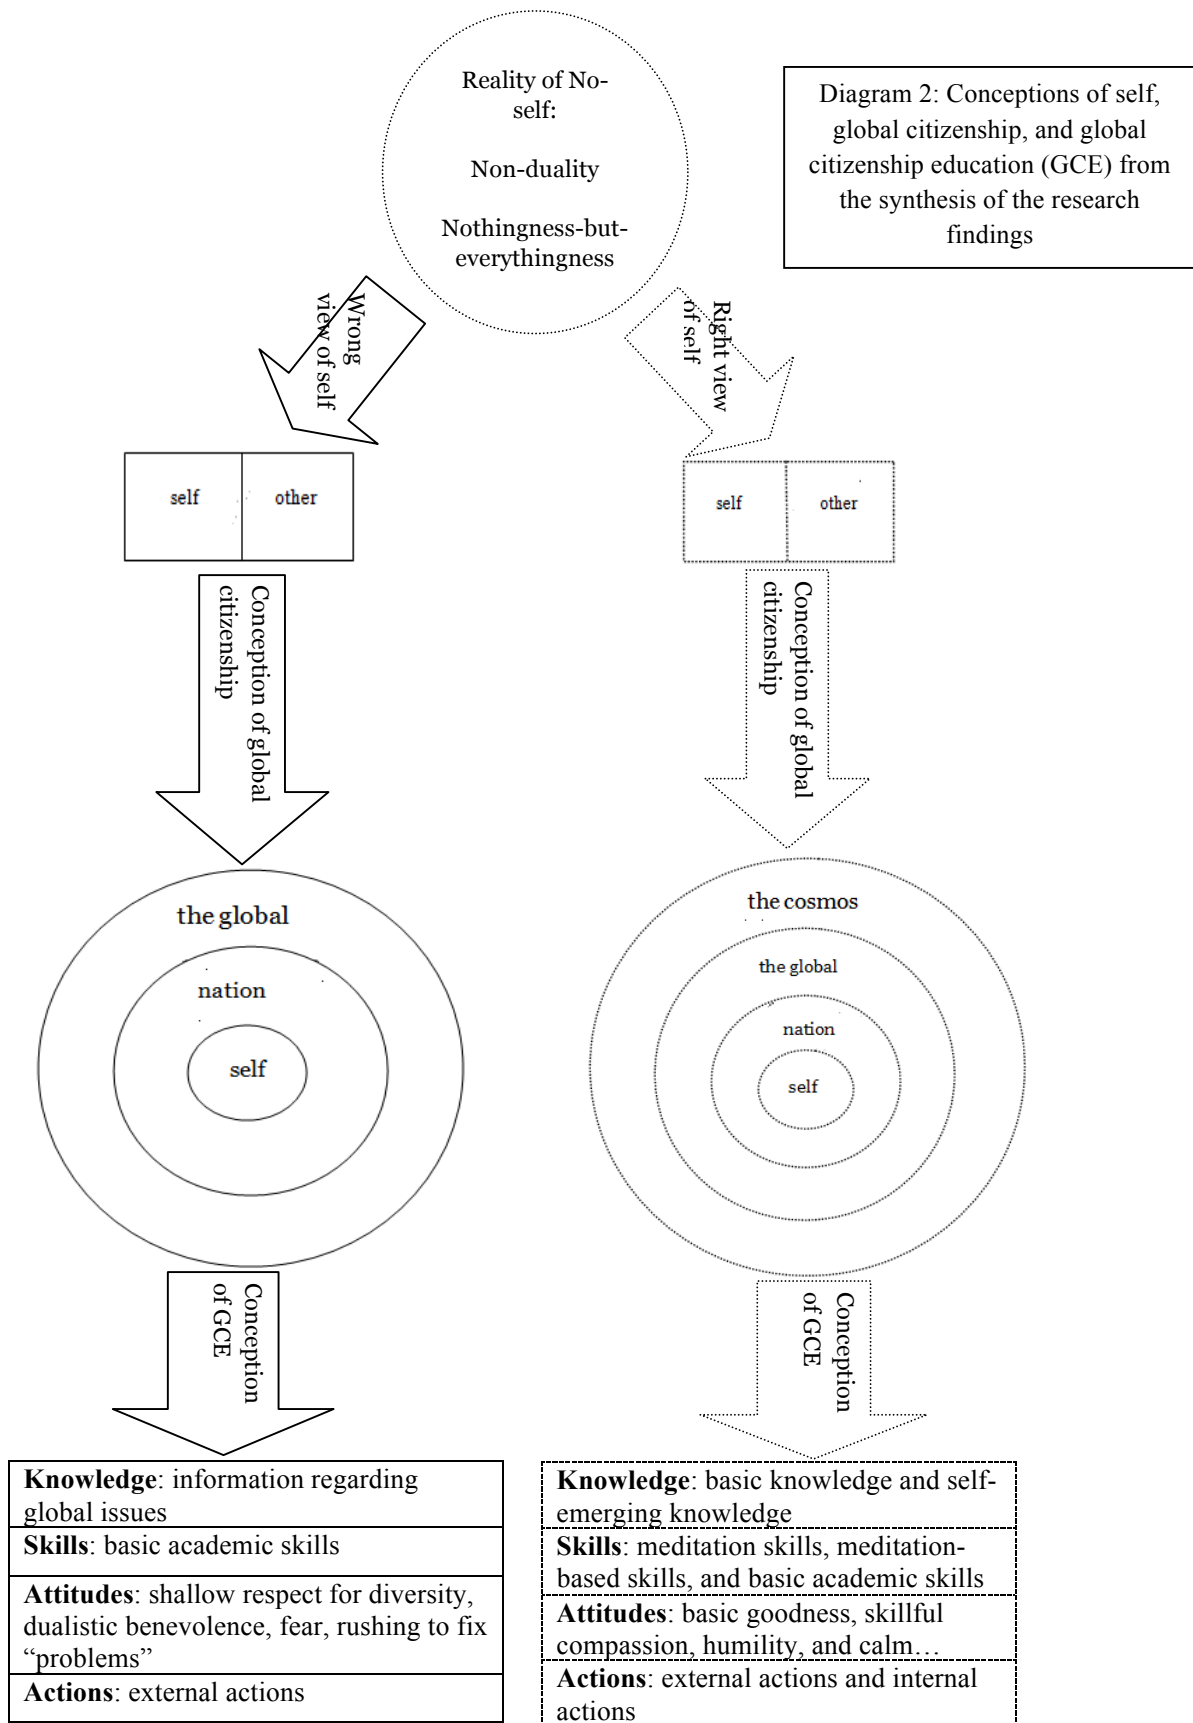 Reality of No-
self:
Non-duality
Nothingness-but-
everythingness
Diagram 2: Conceptions of self,
global citizenship, and global
citizenship education (GCE) from
the synthesis of the research
findings
Wrong
view of self
Right view
of self
self
other
self
other
Conception of global
citizenship
Conception of global
citizenship
the global
nation
self
the cosmos
the global
nation
self
Conception
of GCE
Conception
of GCE
Knowledge: information regarding
global issues
Skills: basic academic skills
Attitudes: shallow respect for diversity,
dualistic benevolence, fear, rushing to fix
“problems”
Actions: external actions
Knowledge: basic knowledge and self-
emerging knowledge
Skills: meditation skills, meditation-
based skills, and basic academic skills
Attitudes: basic goodness, skillful
compassion, humility, and calm…
Actions: external actions and internal
actions